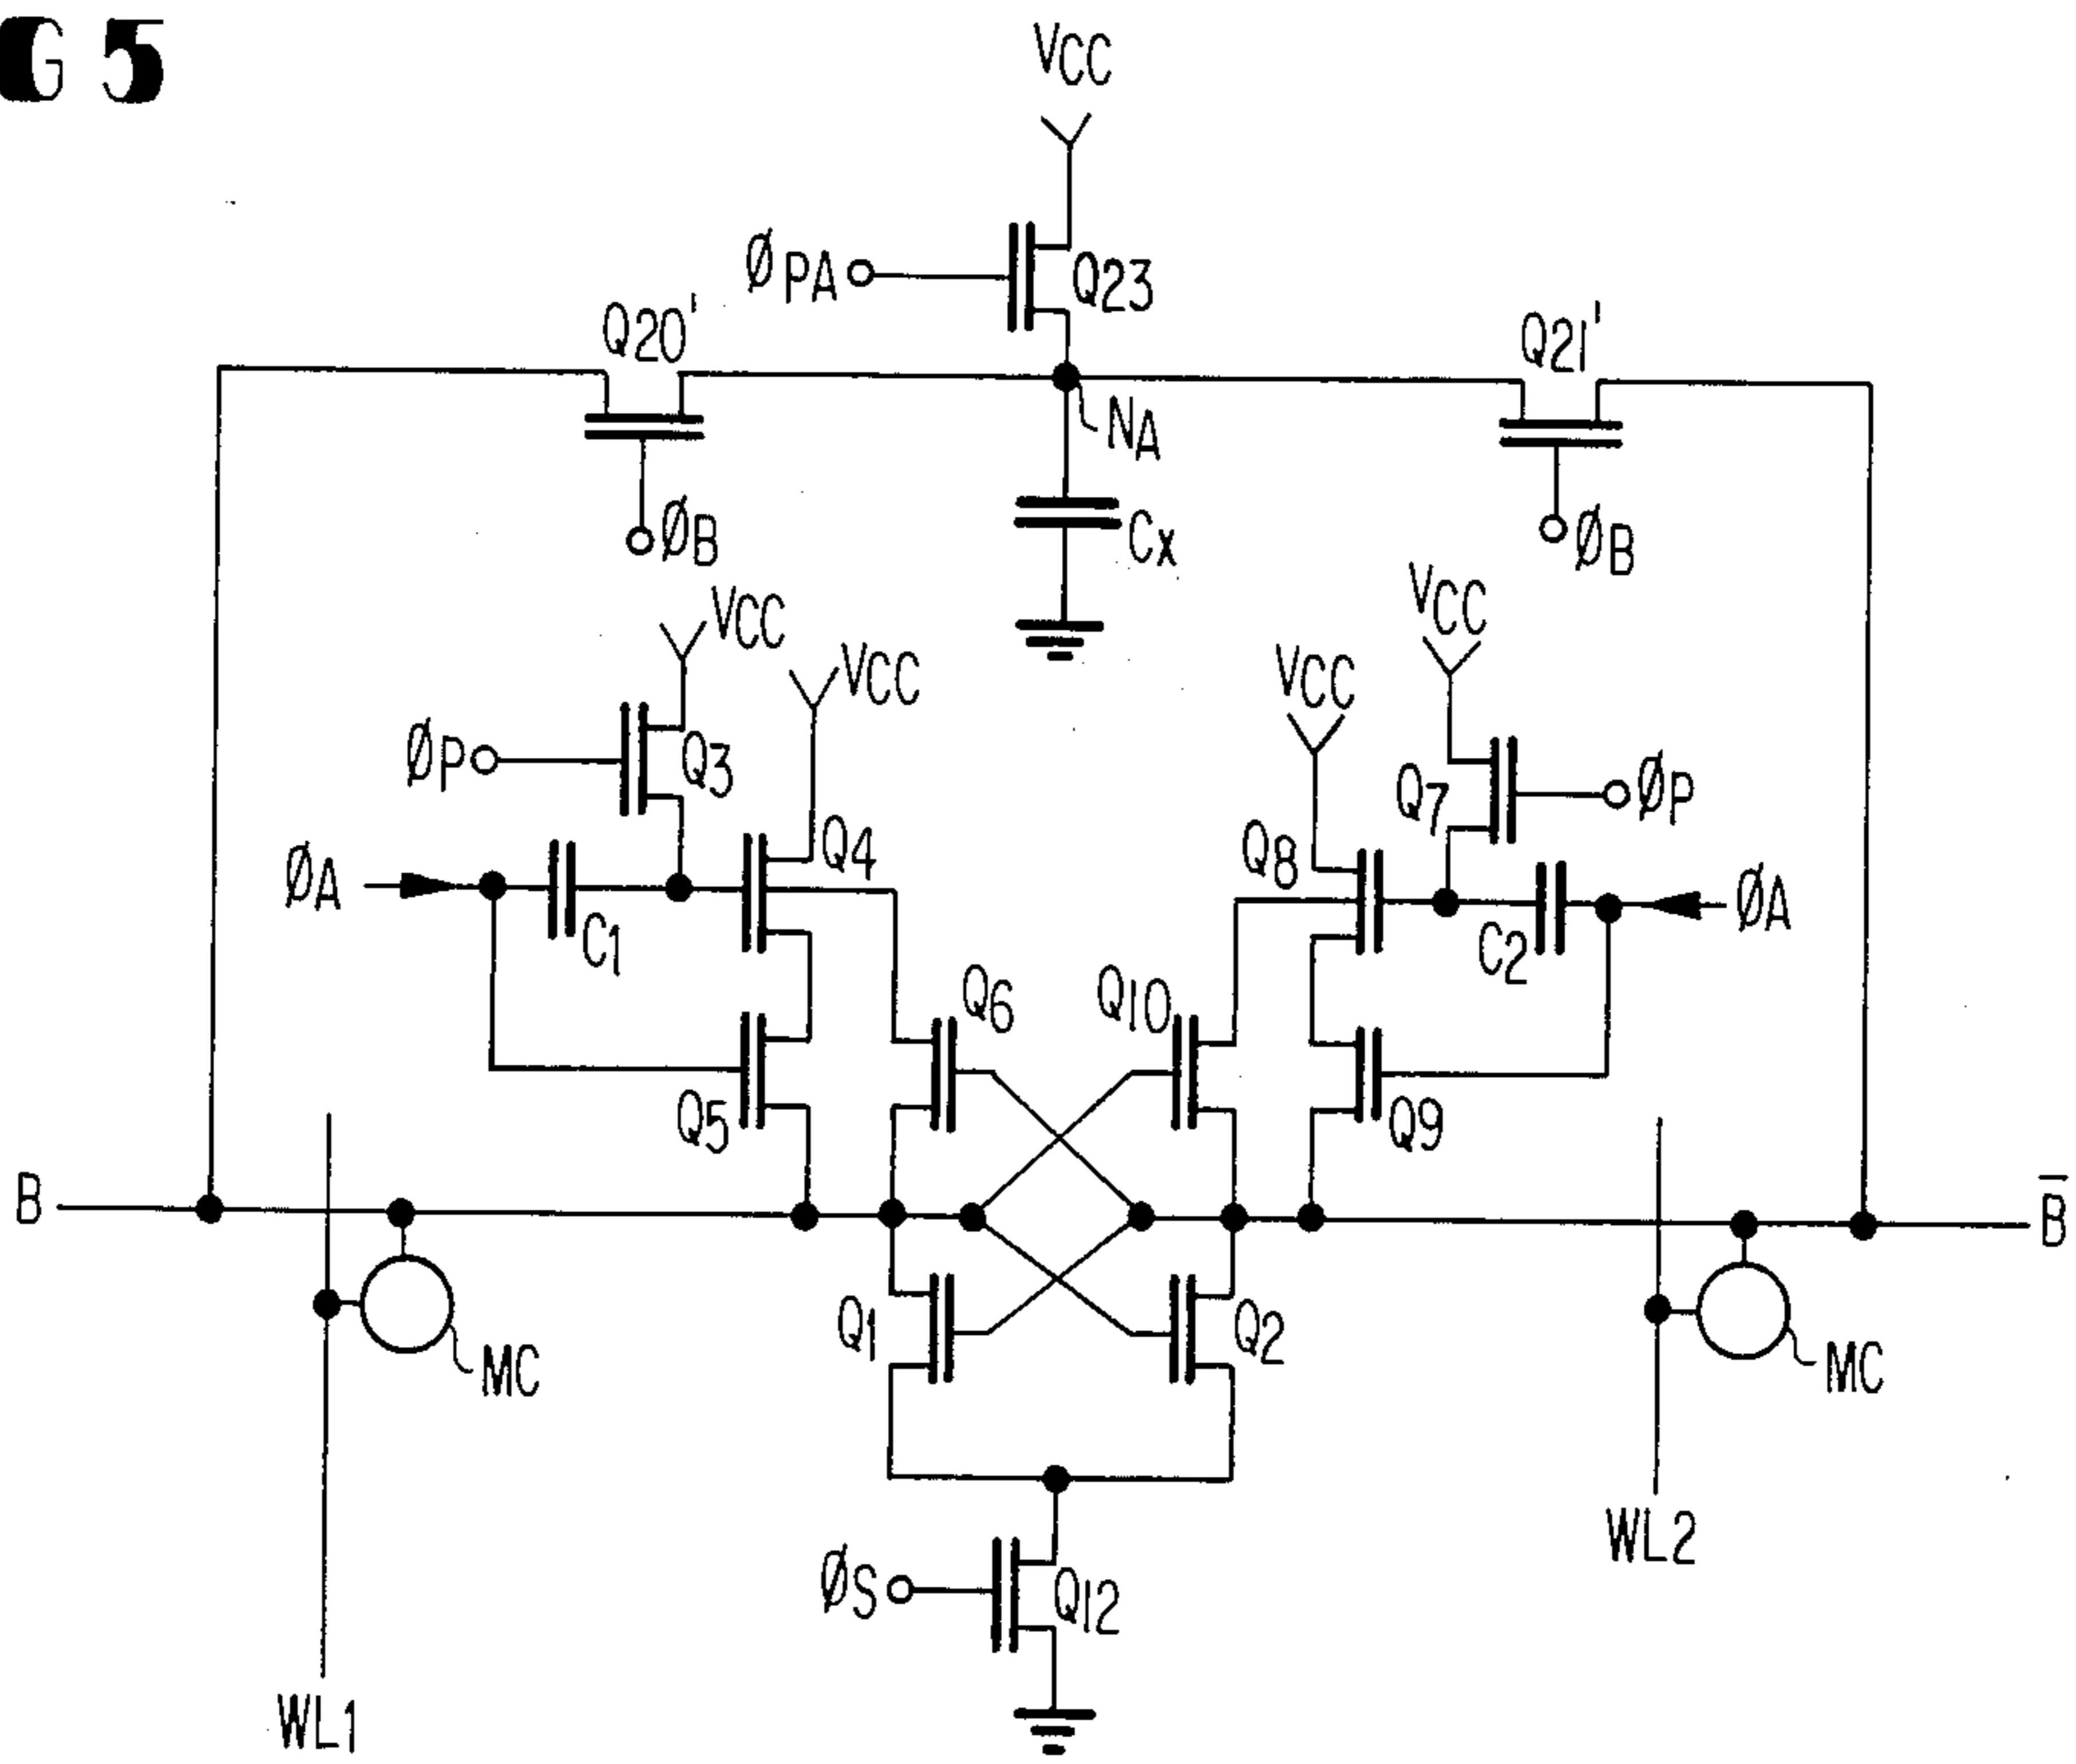 G 5
VCC
ØPA
Q23
Q20'
Q21'
NA
ØB
CX
ØB
VCC
VCC
VCC
VCC
ØP
Q3
Q7
ØP
ØA
Q4
Q8
ØA
C1
C2
Q6
Q10
Q5
Q9
B
B̅
Q1
Q2
MC
MC
WL2
ØS
Q12
WL1